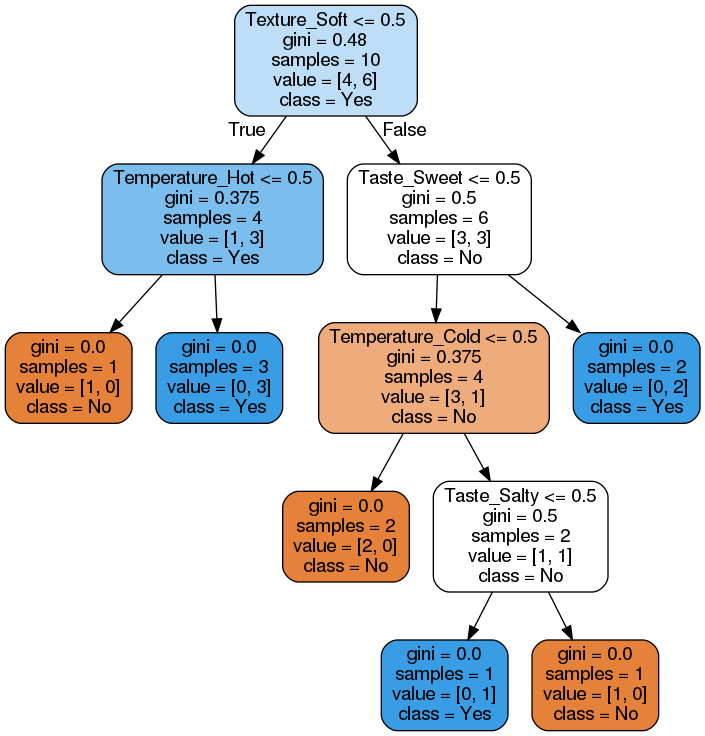 Texture_Soft <= 0.5
gini = 0.48
samples = 10
value = [4, 6]
class = Yes
True
False
Temperature_Hot <= 0.5
gini = 0.375
samples = 4
value = [1, 3]
class = Yes
Taste_Sweet <= 0.5
gini = 0.5
samples = 6
value = [3, 3]
class = No
gini = 0.0
samples = 1
value = [1, 0]
class = No
gini = 0.0
samples = 3
value = [0, 3]
class = Yes
Temperature_Cold <= 0.5
gini = 0.375
samples = 4
value = [3, 1]
class = No
gini = 0.0
samples = 2
value = [0, 2]
class = Yes
gini = 0.0
samples = 2
value = [2, 0]
class = No
Taste_Salty <= 0.5
gini = 0.5
samples = 2
value = [1, 1]
class = No
gini = 0.0
samples = 1
value = [0, 1]
class = Yes
gini = 0.0
samples = 1
value = [1, 0]
class = No